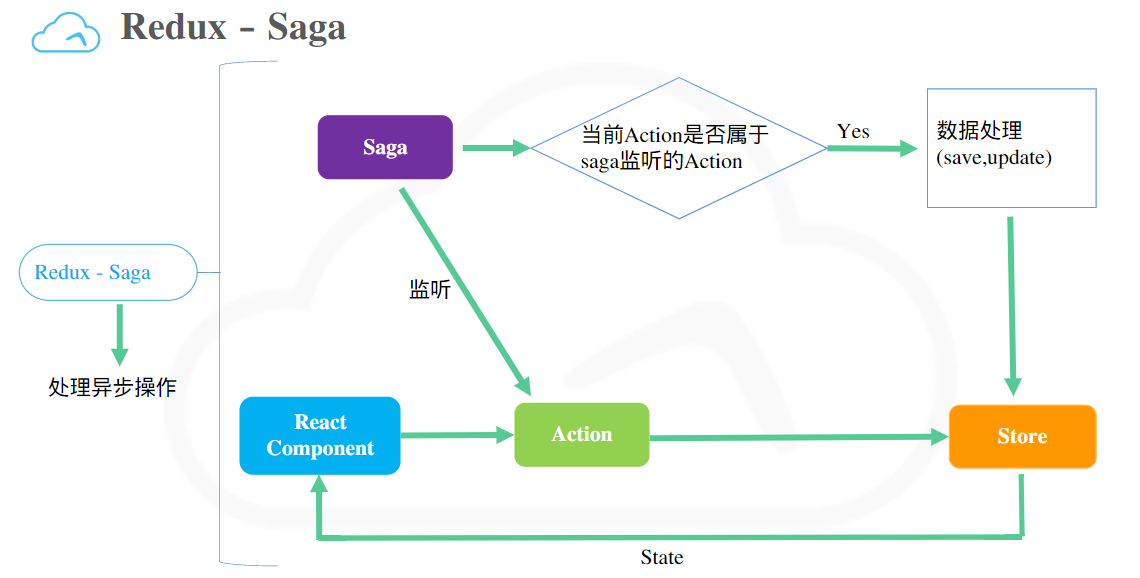 Redux - Saga
Saga
当前Action是否属于
saga监听的Action
Yes
数据处理
(save,update)
Redux - Saga
监听
处理异步操作
React
Component
Action
Store
State